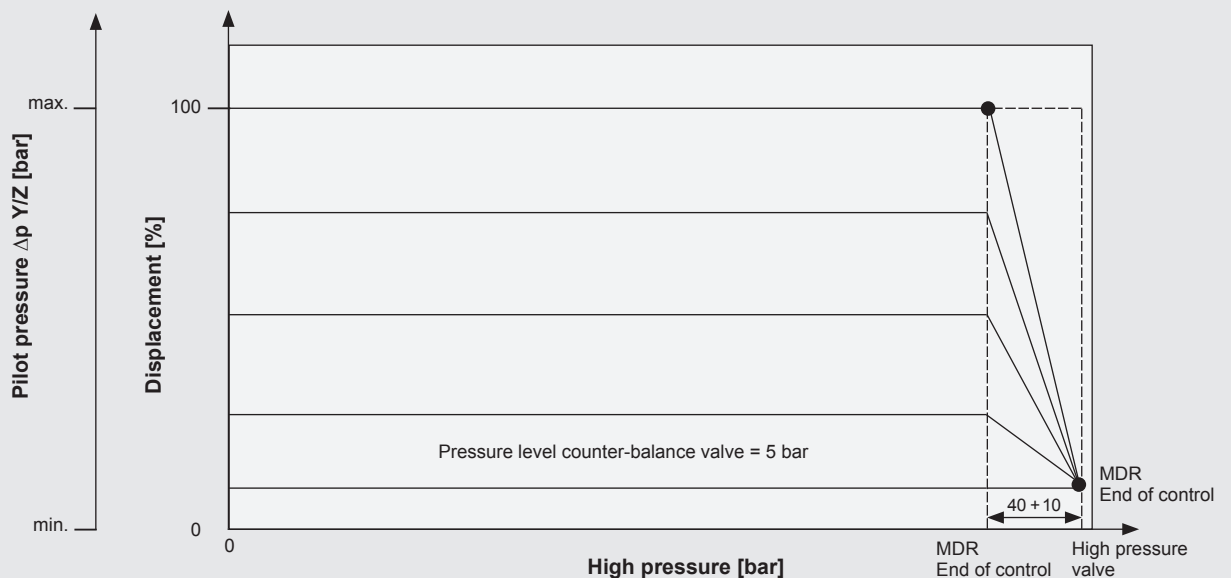 Pilot pressure Δp Y/Z [bar]
max.
min.
Displacement [%]
100
0
Pressure level counter-balance valve = 5 bar
MDR
End of control
40 + 10
0
High pressure [bar]
MDR
End of control
High pressure
valve